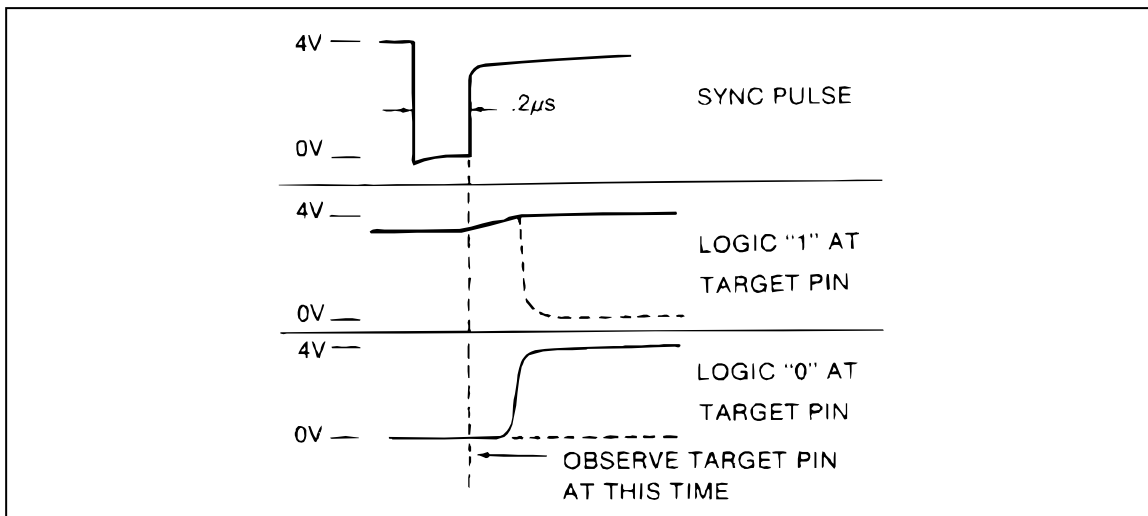 4V
.2µs
SYNC PULSE
0V
4V
LOGIC "1" AT
TARGET PIN
0V
4V
LOGIC "0" AT
TARGET PIN
0V
OBSERVE TARGET PIN
AT THIS TIME